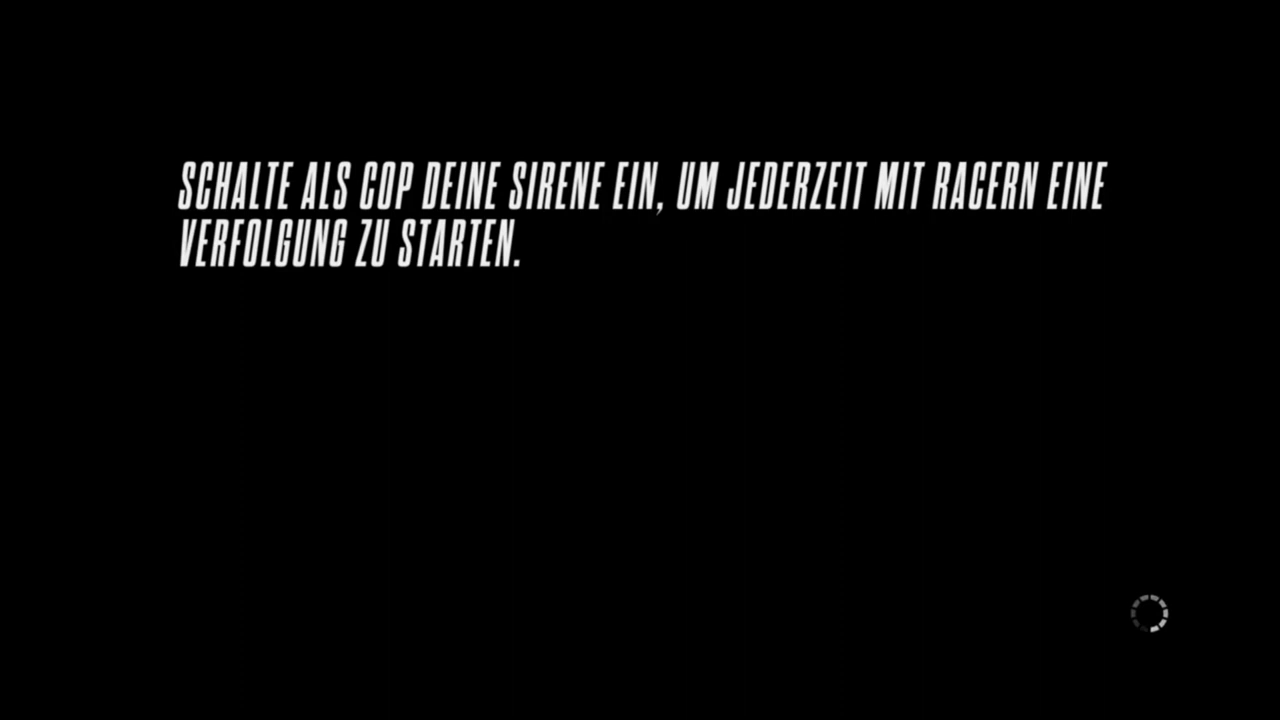 SCHALTE ALS COP DEINE SIRENE EIN, UM JEDERZEIT MIT RACERN EINE
VERFOLGUNG ZU STARTEN.